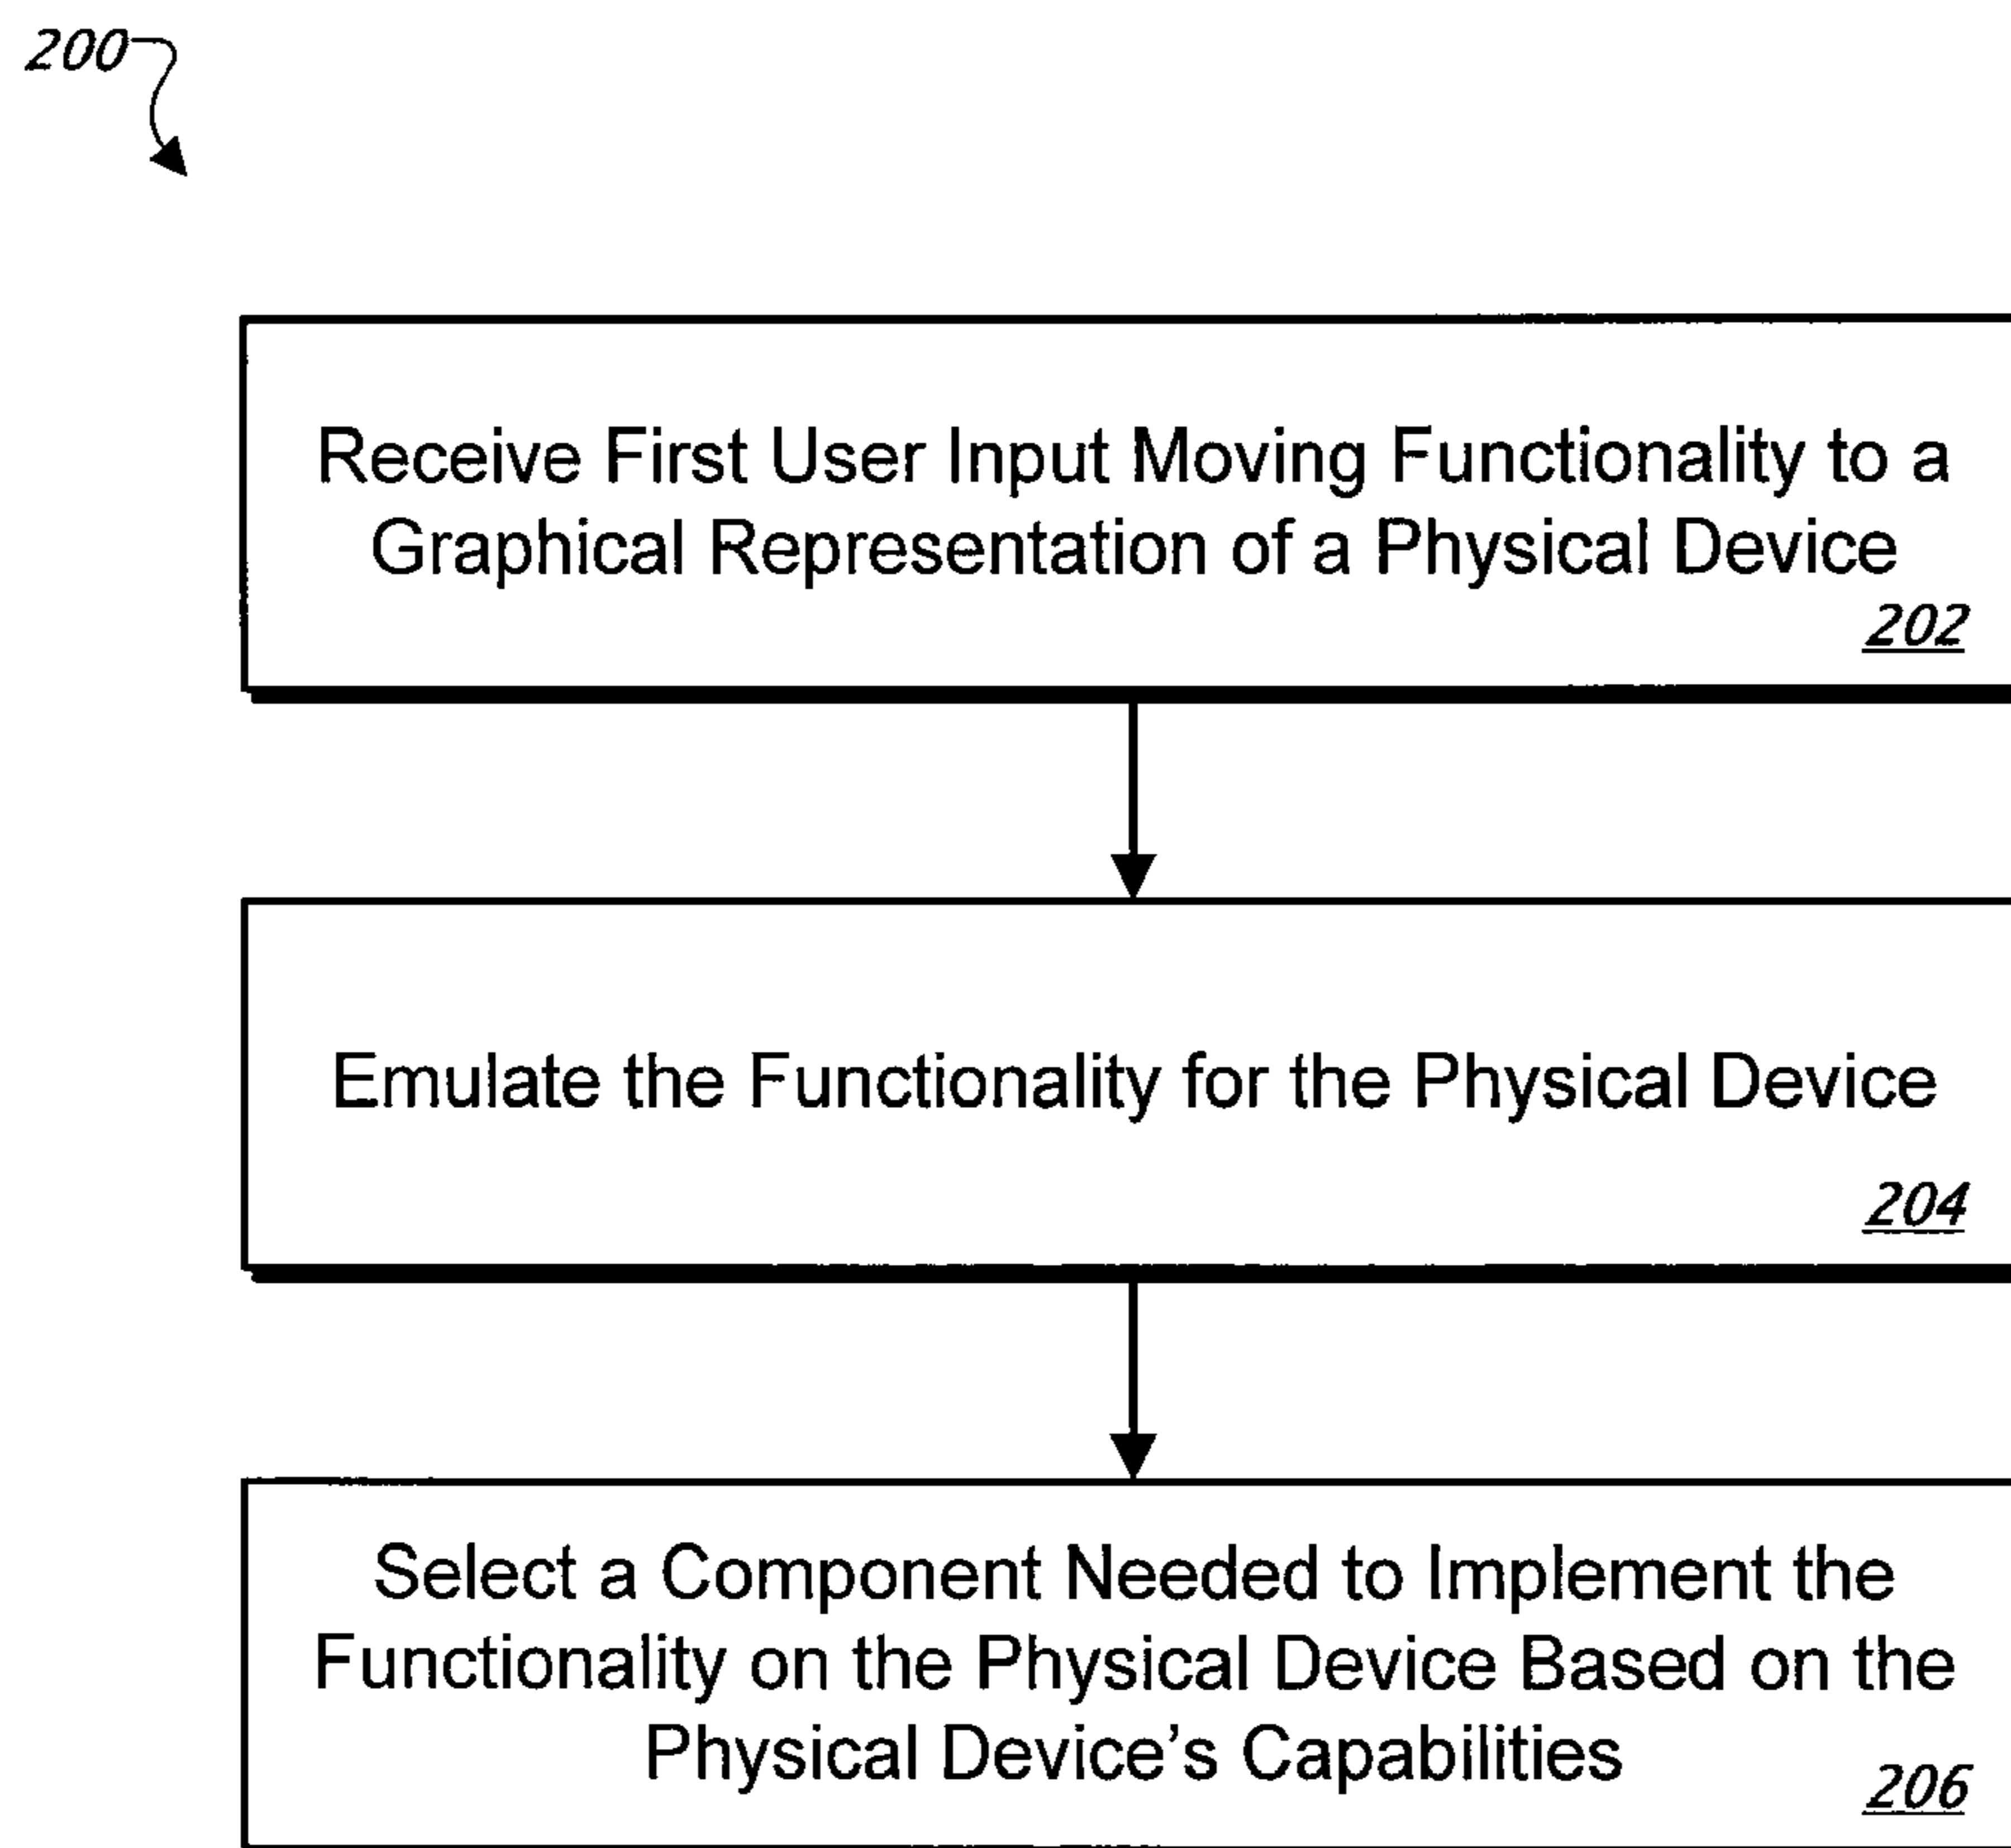 200
Receive First User Input Moving Functionality to a
Graphical Representation of a Physical Device
202
Emulate the Functionality for the Physical Device
204
Select a Component Needed to Implement the
Functionality on the Physical Device Based on the
Physical Device's Capabilities
206